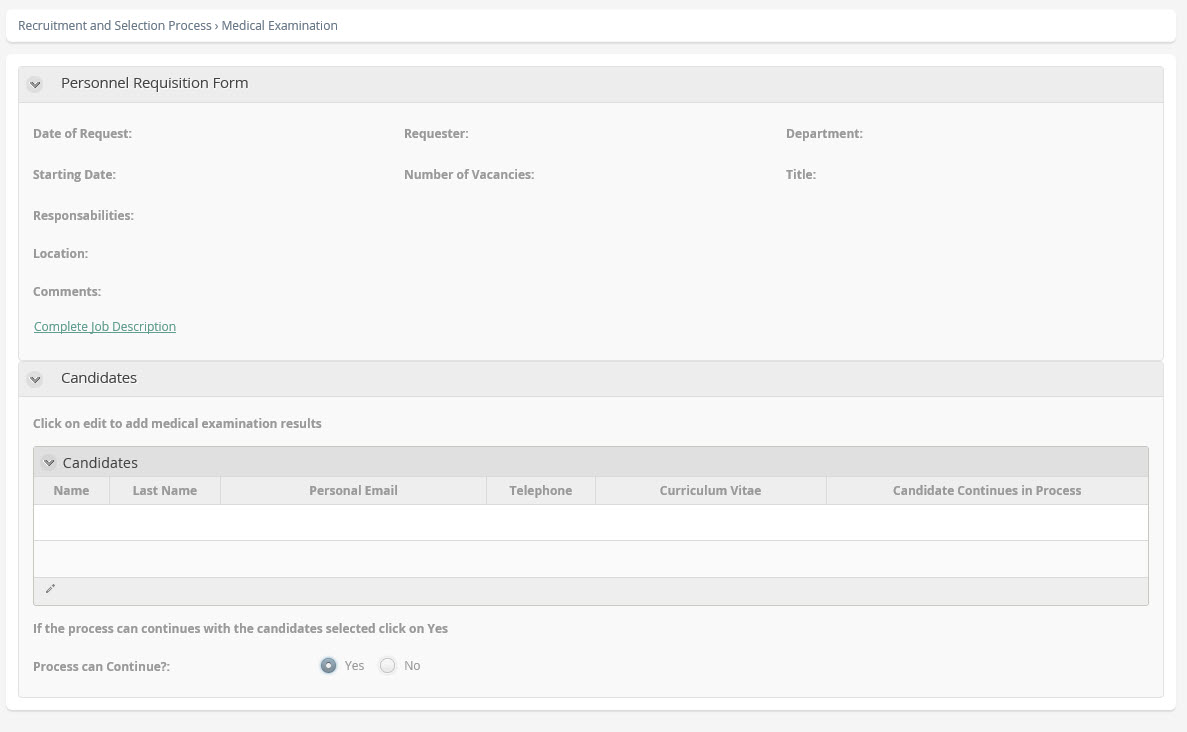 Recruitment and Selection Process › Medical Examination
Personnel Requisition Form
Date of Request: Requester: Department:
Starting Date: Number of Vacancies: Title:
Responsabilities:
Location:
Comments:
Complete Job Description
Candidates
Click on edit to add medical examination results
Candidates
Name Last Name Personal Email Telephone Curriculum Vitae Candidate Continues in Process
If the process can continues with the candidates selected click on Yes
Process can Continue?: Yes No